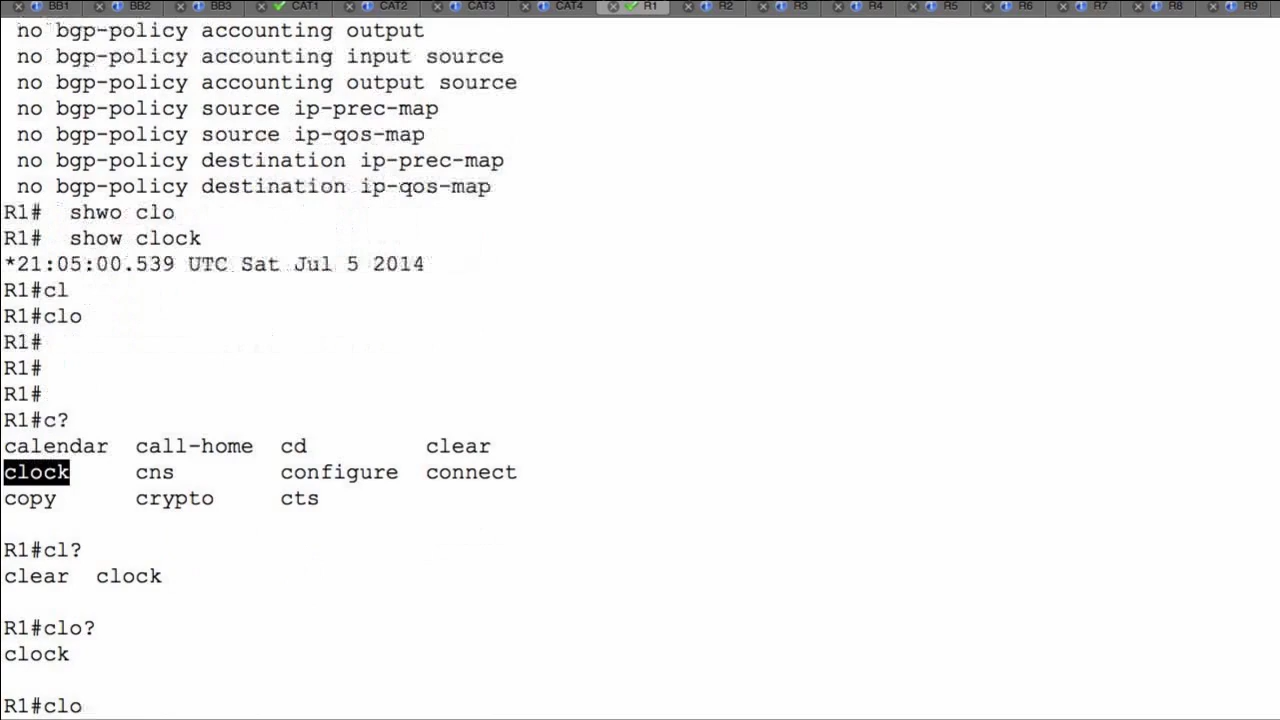 BB1 BB2 BB3 CAT1 CAT2 CAT3 CAT4 R1 R2 R3 R4 R5 R6 R7 R8 R9
no bgp-policy accounting output
no bgp-policy accounting input source
no bgp-policy accounting output source
no bgp-policy source ip-prec-map
no bgp-policy source ip-qos-map
no bgp-policy destination ip-prec-map
no bgp-policy destination ip-qos-map
R1#  shwo clo
R1#  show clock
*21:05:00.539 UTC Sat Jul 5 2014
R1#cl
R1#clo
R1#
R1#
R1#
R1#c?
calendar  call-home  cd         clear
clock     cns        configure  connect
copy      crypto     cts
R1#cl?
clear  clock
R1#clo?
clock
R1#clo